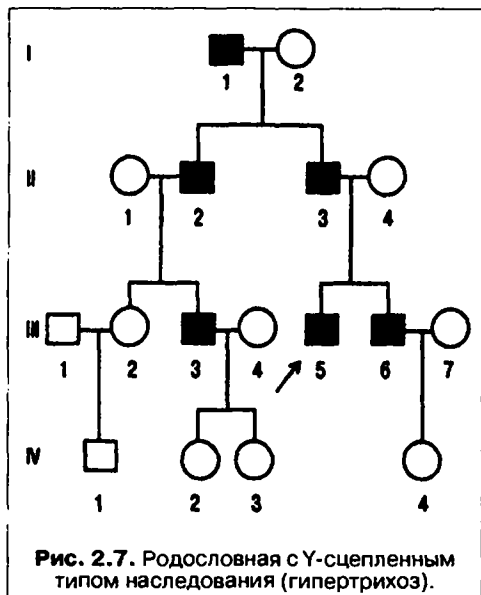 I
1 2
II
1 2 3 4
III
1 2 3 4 5 6 7
IV
1 2 3 4
Рис. 2.7. Родословная с Y-сцепленным
типом наследования (гипертрихоз).